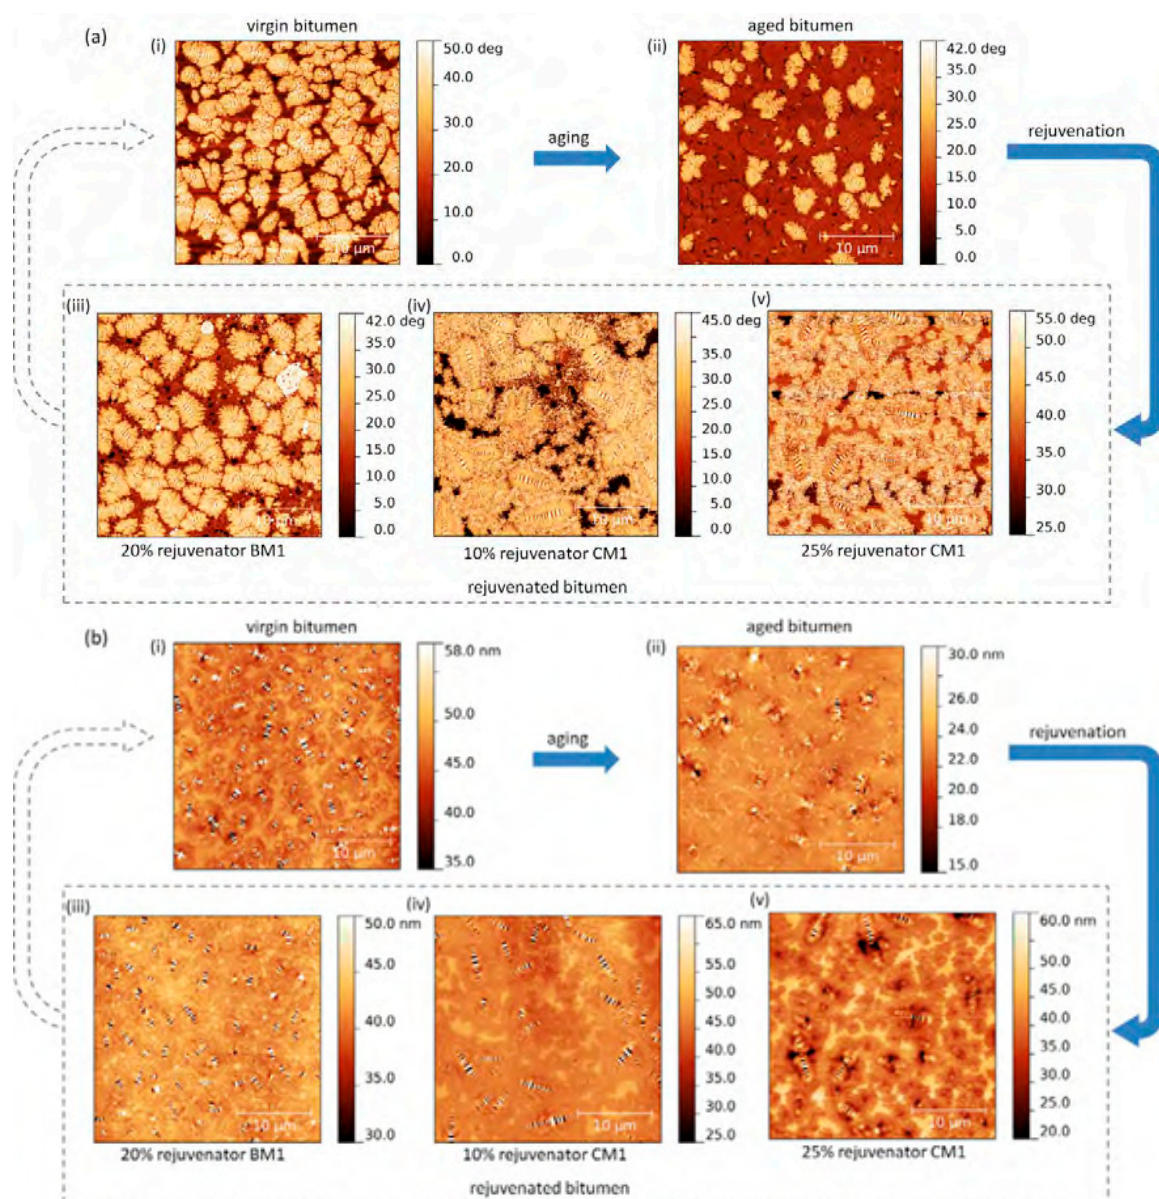 virgin bitumen
aged bitumen
(a)
(i)
50.0 deg
40.0
30.0
20.0
10.0
0.0
10 µm
aging
(ii)
42.0 deg
35.0
30.0
25.0
20.0
15.0
10.0
5.0
0.0
10 µm
rejuvenation
(iii)
42.0 deg
35.0
30.0
25.0
20.0
15.0
10.0
5.0
0.0
10 µm
20% rejuvenator BM1
(iv)
45.0 deg
35.0
30.0
25.0
20.0
15.0
10.0
5.0
0.0
10 µm
10% rejuvenator CM1
(v)
55.0 deg
50.0
45.0
40.0
35.0
30.0
25.0
10 µm
25% rejuvenator CM1
rejuvenated bitumen
(b)
virgin bitumen
aged bitumen
(i)
58.0 nm
50.0
45.0
40.0
35.0
10 µm
aging
(ii)
30.0 nm
26.0
24.0
22.0
20.0
18.0
15.0
10 µm
rejuvenation
(iii)
50.0 nm
45.0
40.0
35.0
30.0
10 µm
20% rejuvenator BM1
(iv)
65.0 nm
55.0
50.0
45.0
40.0
35.0
30.0
25.0
10 µm
10% rejuvenator CM1
(v)
60.0 nm
50.0
45.0
40.0
35.0
30.0
20.0
10 µm
25% rejuvenator CM1
rejuvenated bitumen